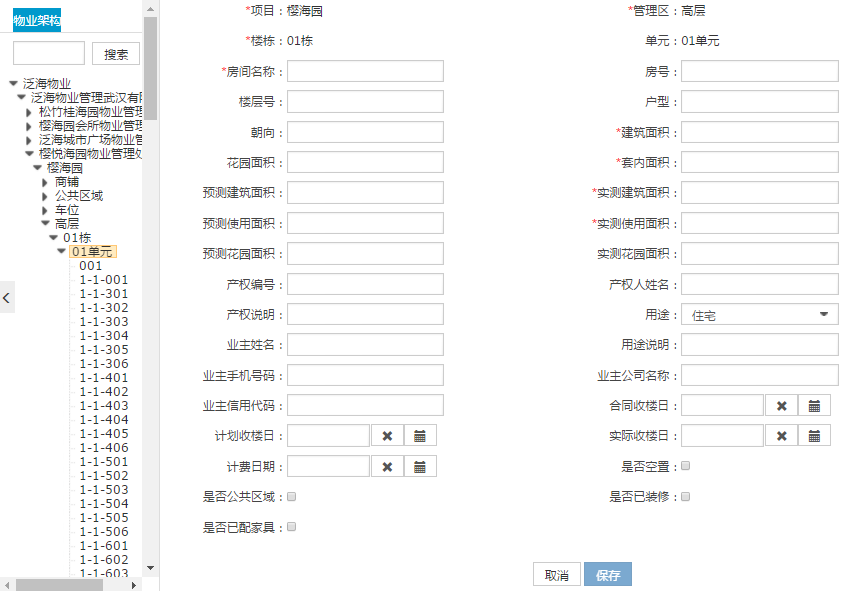 物业架构
搜索
泛海物业
泛海物业管理武汉有限
松竹桂海园物业管理
樱海园会所物业管理
泛海城市广场物业管
樱悦海园物业管理处
樱海园
商铺
公共区域
车位
高层
01栋
01单元
001
1-1-001
1-1-301
1-1-302
1-1-303
1-1-304
1-1-305
1-1-306
1-1-401
1-1-402
1-1-403
1-1-404
1-1-405
1-1-406
1-1-501
1-1-502
1-1-503
1-1-504
1-1-505
1-1-506
1-1-601
1-1-602
1-1-603
*项目：樱海园 *管理区：高层
*楼栋：01栋 单元：01单元
*房间名称： 房号：
楼层号： 户型：
朝向： *建筑面积：
花园面积： *套内面积：
预测建筑面积： *实测建筑面积：
预测使用面积： *实测使用面积：
预测花园面积： 实测花园面积：
产权编号： 产权人姓名：
产权说明： 用途：住宅
业主姓名： 用途说明：
业主手机号码： 业主公司名称：
业主信用代码： 合同收楼日：
计划收楼日： 实际收楼日：
计费日期： 是否空置：
是否公共区域： 是否已装修：
是否已配家具：
取消 保存